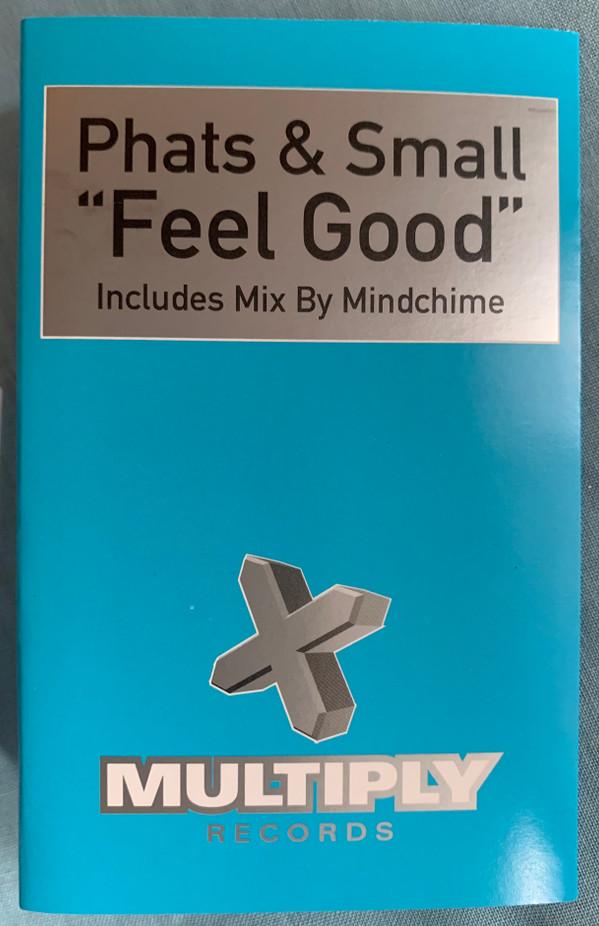 Phats & Small
“Feel Good”
Includes Mix By Mindchime
MULTIPLY
RECORDS